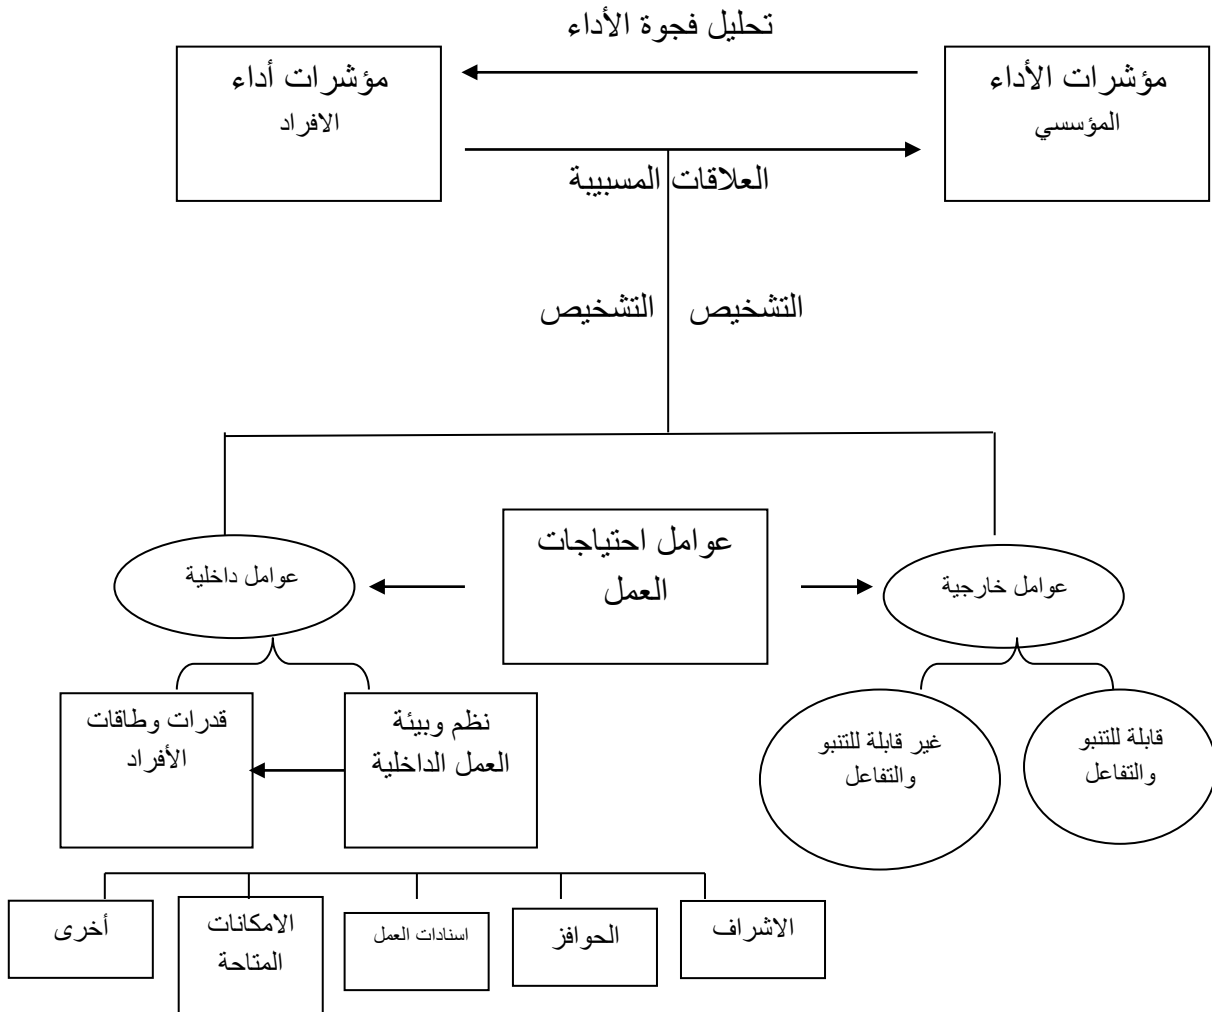 تحليل فجوة الأداء
مؤشرات الأداء
المؤسسي
مؤشرات أداء
الافراد
العلاقات المسببية
التشخيص
التشخيص
عوامل احتياجات
العمل
عوامل خارجية
عوامل داخلية
قابلة للتنبو
والتفاعل
غير قابلة للتنبو
والتفاعل
نظم وبيئة
العمل الداخلية
قدرات وطاقات
الأفراد
الاشراف
الحوافز
اسنادات العمل
الامكانات
المتاحة
أخرى